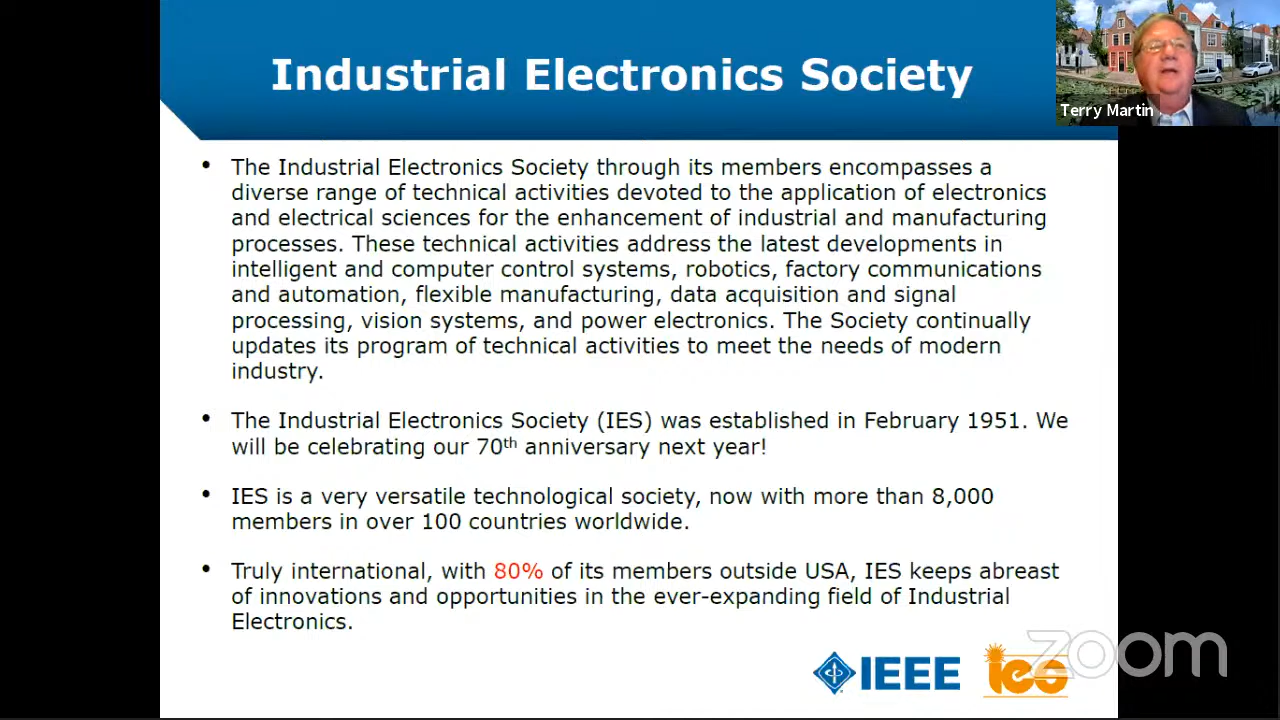 Industrial Electronics Society
Terry Martin
• The Industrial Electronics Society through its members encompasses a
diverse range of technical activities devoted to the application of electronics
and electrical sciences for the enhancement of industrial and manufacturing
processes. These technical activities address the latest developments in
intelligent and computer control systems, robotics, factory communications
and automation, flexible manufacturing, data acquisition and signal
processing, vision systems, and power electronics. The Society continually
updates its program of technical activities to meet the needs of modern
industry.
• The Industrial Electronics Society (IES) was established in February 1951. We
will be celebrating our 70th anniversary next year!
• IES is a very versatile technological society, now with more than 8,000
members in over 100 countries worldwide.
• Truly international, with 80% of its members outside USA, IES keeps abreast
of innovations and opportunities in the ever-expanding field of Industrial
Electronics.
IEEE
ies
zoom